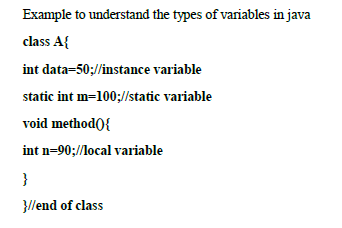 Example to understand the types of variables in java
class A{
int data=50;//instance variable
static int m=100;//static variable
void method(){
int n=90;//local variable
}
}//end of class